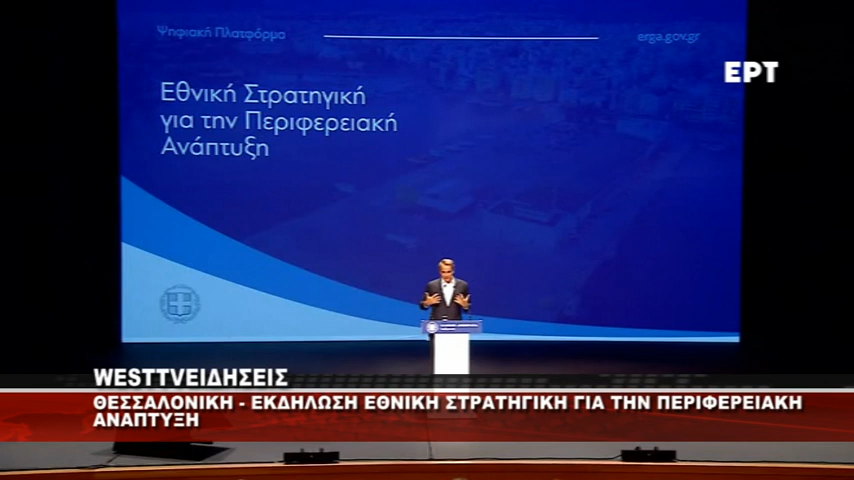 Ψηφιακή Πλατφόρμα
erga.gov.gr
ΕΡΤ
Εθνική Στρατηγική
για την Περιφερειακή
Ανάπτυξη
WESTTVΕΙΔΗΣΕΙΣ
ΘΕΣΣΑΛΟΝΙΚΗ - ΕΚΔΗΛΩΣΗ ΕΘΝΙΚΗ ΣΤΡΑΤΗΓΙΚΗ ΓΙΑ ΤΗΝ ΠΕΡΙΦΕΡΕΙΑΚΗ
ΑΝΑΠΤΥΞΗ